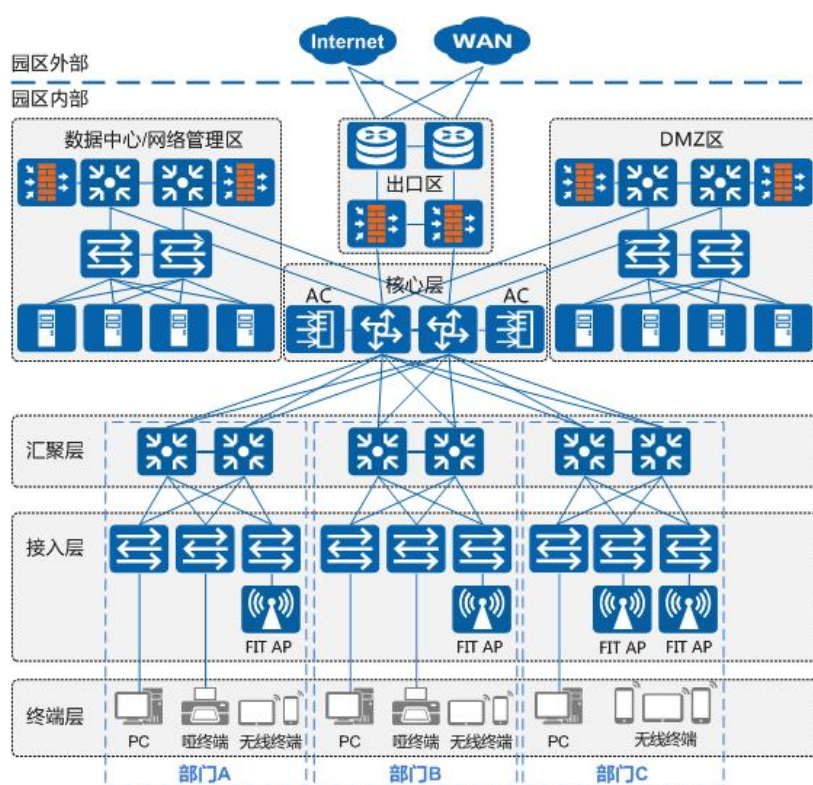 Internet
WAN
园区外部
园区内部
数据中心/网络管理区
出口区
DMZ区
核心层
AC
AC
汇聚层
接入层
FIT AP
FIT AP
FIT AP
FIT AP
终端层
PC
哑终端
无线终端
PC
哑终端
无线终端
PC
无线终端
部门A
部门B
部门C